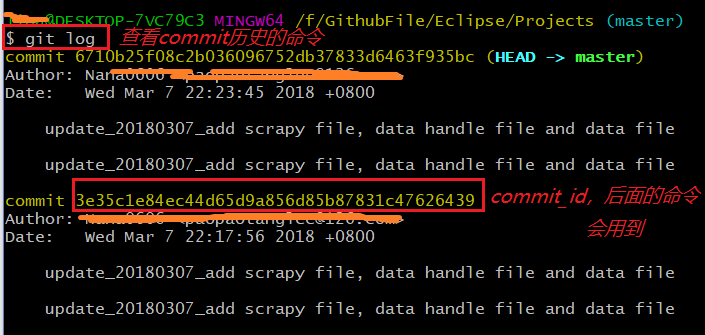 @DESKTOP-7VC79C3 MINGW64 /f/GithubFile/Eclipse/Projects (master)
$ git log 查看commit历史的命令
commit 6710b25f08c2b036096752db37833d6463f935bc (HEAD -> master)
Author:
Date: Wed Mar 7 22:23:45 2018 +0800
update_20180307_add scrapy file, data handle file and data file
update_20180307_add scrapy file, data handle file and data file
commit 3e35c1e84ec44d65d9a856d85b87831c47626439 commit_id，后面的命令
会用到
Author:
Date: Wed Mar 7 22:17:56 2018 +0800
update_20180307_add scrapy file, data handle file and data file
update_20180307_add scrapy file, data handle file and data file